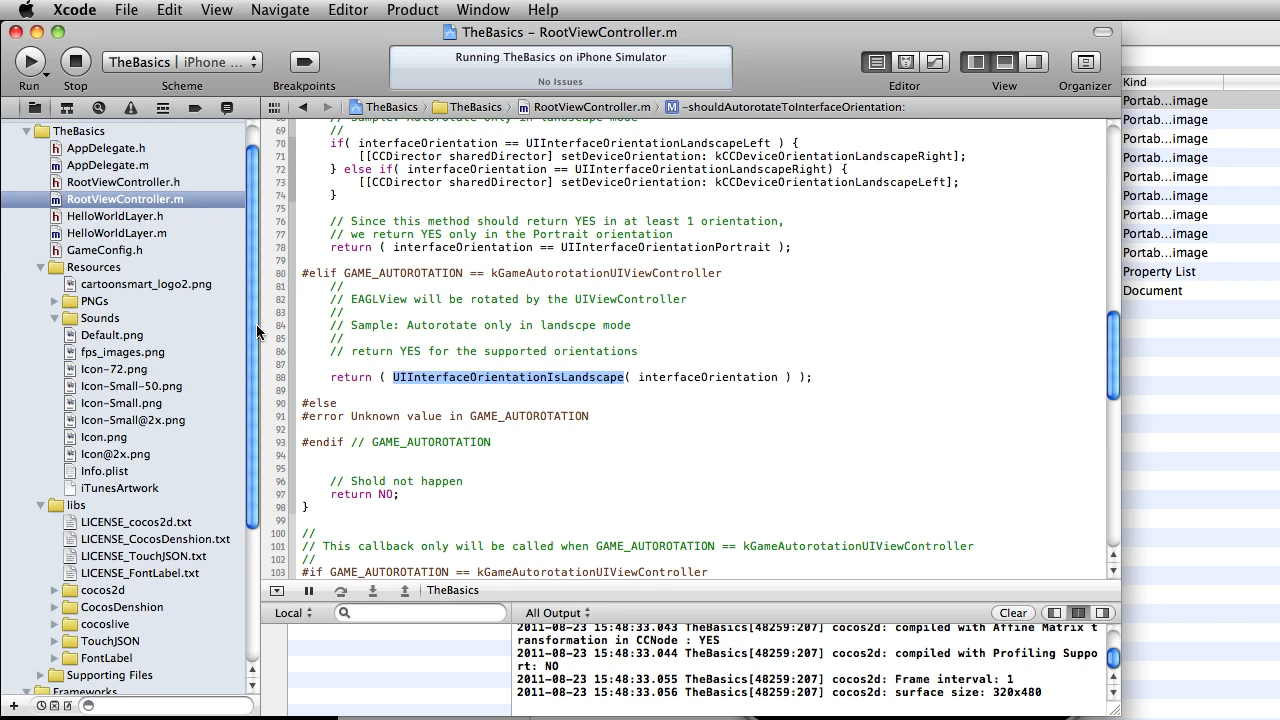 Xcode File Edit View Navigate Editor Product Window Help
TheBasics – RootViewController.m
TheBasics | iPhone ...
Running TheBasics on iPhone Simulator
No Issues
Run Stop Scheme Breakpoints Editor View Organizer
TheBasics TheBasics RootViewController.m -shouldAutorotateToInterfaceOrientation:
Kind
TheBasics
AppDelegate.h
AppDelegate.m
RootViewController.h
RootViewController.m
HelloWorldLayer.h
HelloWorldLayer.m
GameConfig.h
Resources
cartoonsmart_logo2.png
PNGs
Sounds
Default.png
fps_images.png
Icon-72.png
Icon-Small-50.png
Icon-Small.png
Icon-Small@2x.png
Icon.png
Icon@2x.png
Info.plist
iTunesArtwork
libs
LICENSE_cocos2d.txt
LICENSE_CocosDenshion.txt
LICENSE_TouchJSON.txt
LICENSE_FontLabel.txt
cocos2d
CocosDenshion
cocoslive
TouchJSON
FontLabel
Supporting Files
Frameworks
68 // Sample: Autorotate only in landscape mode
69 //
70 if( interfaceOrientation == UIInterfaceOrientationLandscapeLeft ) {
71 [[CCDirector sharedDirector] setDeviceOrientation: kCCDeviceOrientationLandscapeRight];
72 } else if( interfaceOrientation == UIInterfaceOrientationLandscapeRight) {
73 [[CCDirector sharedDirector] setDeviceOrientation: kCCDeviceOrientationLandscapeLeft];
74 }
75
76 // Since this method should return YES in at least 1 orientation,
77 // we return YES only in the Portrait orientation
78 return ( interfaceOrientation == UIInterfaceOrientationPortrait );
79
80 #elif GAME_AUTOROTATION == kGameAutorotationUIViewController
81 //
82 // EAGLView will be rotated by the UIViewController
83 //
84 // Sample: Autorotate only in landscpe mode
85 //
86 // return YES for the supported orientations
87
88 return ( UIInterfaceOrientationIsLandscape( interfaceOrientation ) );
89
90 #else
91 #error Unknown value in GAME_AUTOROTATION
92
93 #endif // GAME_AUTOROTATION
94
95
96 // Shold not happen
97 return NO;
98 }
99
100 //
101 // This callback only will be called when GAME_AUTOROTATION == kGameAutorotationUIViewController
102 //
103 #if GAME_AUTOROTATION == kGameAutorotationUIViewController
Portab...image
Portab...image
Portab...image
Portab...image
Portab...image
Portab...image
Portab...image
Portab...image
Portab...image
Property List
Document
TheBasics
Local
All Output
Clear
2011-08-23 15:48:33.043 TheBasics[48259:207] cocos2d: compiled with Affine Matrix t
ransformation in CCNode : YES
2011-08-23 15:48:33.044 TheBasics[48259:207] cocos2d: compiled with Profiling Suppo
rt: NO
2011-08-23 15:48:33.055 TheBasics[48259:207] cocos2d: Frame interval: 1
2011-08-23 15:48:33.056 TheBasics[48259:207] cocos2d: surface size: 320x480